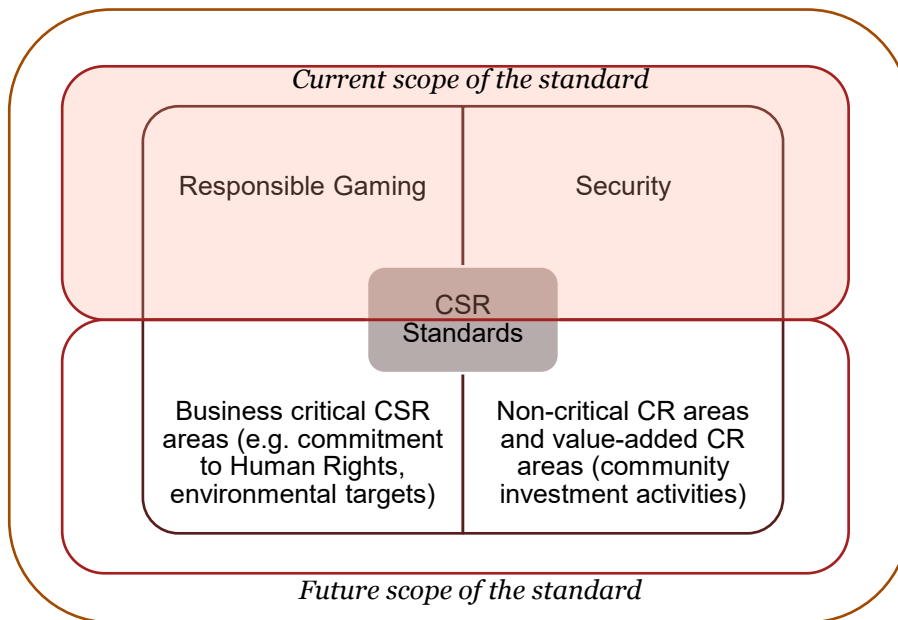 Current scope of the standard
Responsible Gaming
Security
CSR
Standards
Business critical CSR
areas (e.g. commitment
to Human Rights,
environmental targets)
Non-critical CR areas
and value-added CR
areas (community
investment activities)
Future scope of the standard